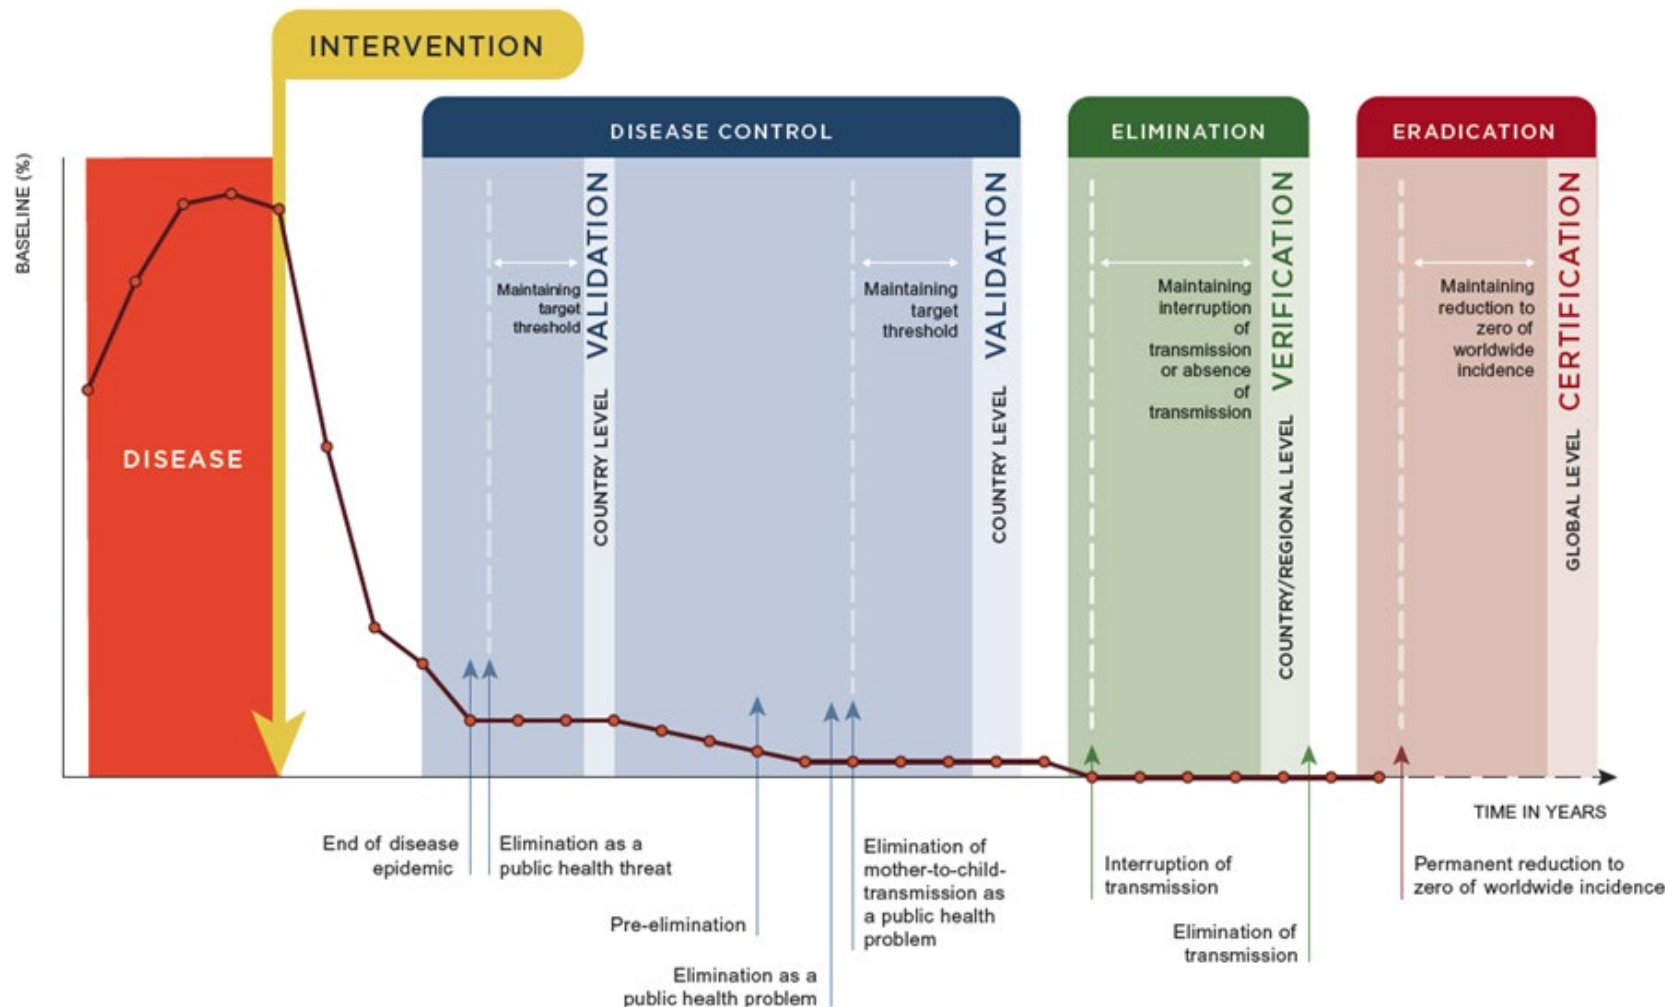 INTERVENTION
DISEASE CONTROL
ELIMINATION
ERADICATION
BASELINE (%)
DISEASE
Maintaining
target
threshold
VALIDATION
COUNTRY LEVEL
Maintaining
target
threshold
VALIDATION
COUNTRY LEVEL
Maintaining
interruption
of
transmission
or absence
of
transmission
VERIFICATION
COUNTRY/REGIONAL LEVEL
Maintaining
reduction to
zero of
worldwide
incidence
CERTIFICATION
GLOBAL LEVEL
TIME IN YEARS
End of disease
epidemic
Elimination as a
public health threat
Pre-elimination
Elimination as a
public health problem
Elimination of
mother-to-child-
transmission as
a public health
problem
Interruption of
transmission
Elimination of
transmission
Permanent reduction to
zero of worldwide incidence